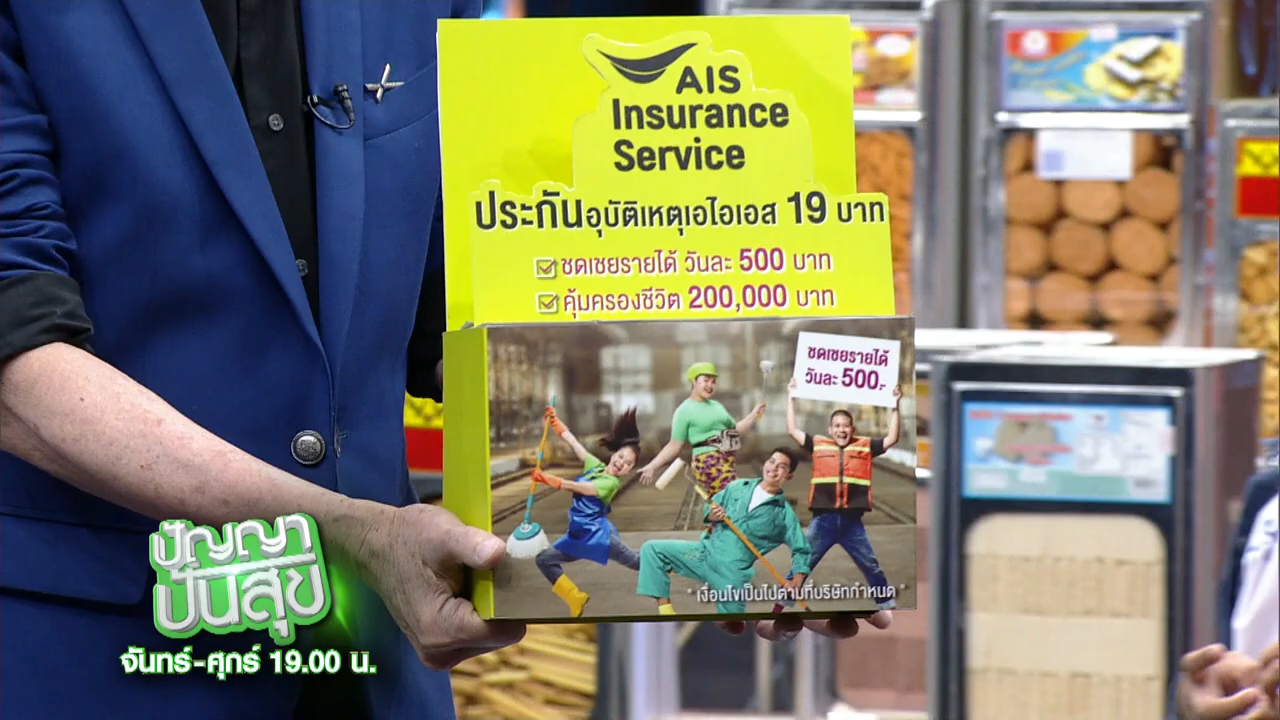 AIS
Insurance
Service
ประกันอุบัติเหตุเอไอเอส 19 บาท
ชดเชยรายได้ วันละ 500 บาท
คุ้มครองชีวิต 200,000 บาท
ชดเชยรายได้
วันละ 500.-
* เงื่อนไขเป็นไปตามที่บริษัทกำหนด *
ปัญญา
ปันสุข
จันทร์-ศุกร์ 19.00 น.